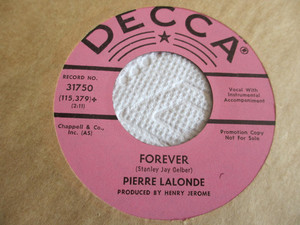 DECCA
RECORD NO.
31750
(115,379)+
(2:11)
Vocal With
Instrumental
Accompaniment
Chappell & Co.,
Inc. (AS)
Promotion Copy
Not For Sale
FOREVER
(Stanley Jay Gelber)
PIERRE LALONDE
PRODUCED BY HENRY JEROME